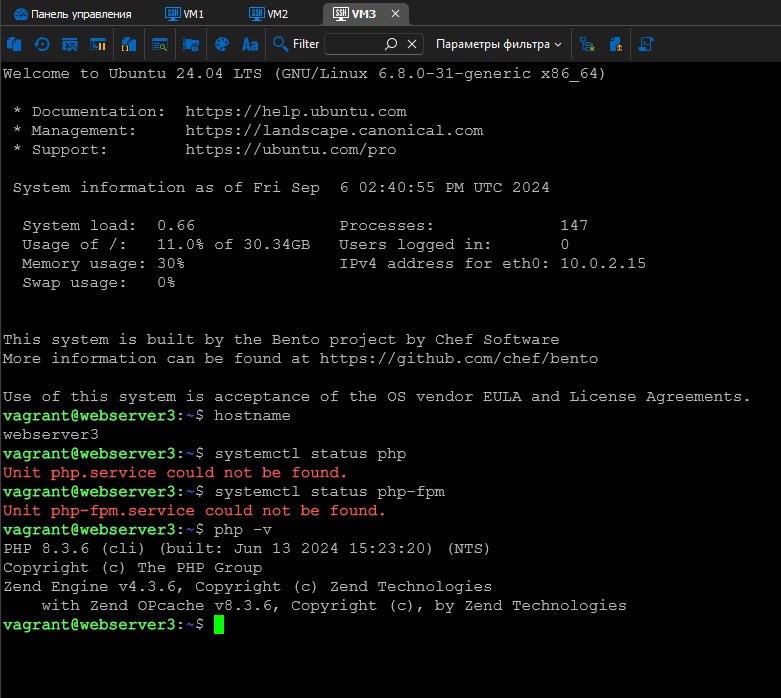 Панель управления VM1 VM2 VM3
Filter Параметры фильтра
Welcome to Ubuntu 24.04 LTS (GNU/Linux 6.8.0-31-generic x86_64)
* Documentation: https://help.ubuntu.com
* Management: https://landscape.canonical.com
* Support: https://ubuntu.com/pro
System information as of Fri Sep 6 02:40:55 PM UTC 2024
System load: 0.66 Processes: 147
Usage of /: 11.0% of 30.34GB Users logged in: 0
Memory usage: 30% IPv4 address for eth0: 10.0.2.15
Swap usage: 0%
This system is built by the Bento project by Chef Software
More information can be found at https://github.com/chef/bento
Use of this system is acceptance of the OS vendor EULA and License Agreements.
vagrant@webserver3:~$ hostname
webserver3
vagrant@webserver3:~$ systemctl status php
Unit php.service could not be found.
vagrant@webserver3:~$ systemctl status php-fpm
Unit php-fpm.service could not be found.
vagrant@webserver3:~$ php -v
PHP 8.3.6 (cli) (built: Jun 13 2024 15:23:20) (NTS)
Copyright (c) The PHP Group
Zend Engine v4.3.6, Copyright (c) Zend Technologies
with Zend OPcache v8.3.6, Copyright (c), by Zend Technologies
vagrant@webserver3:~$